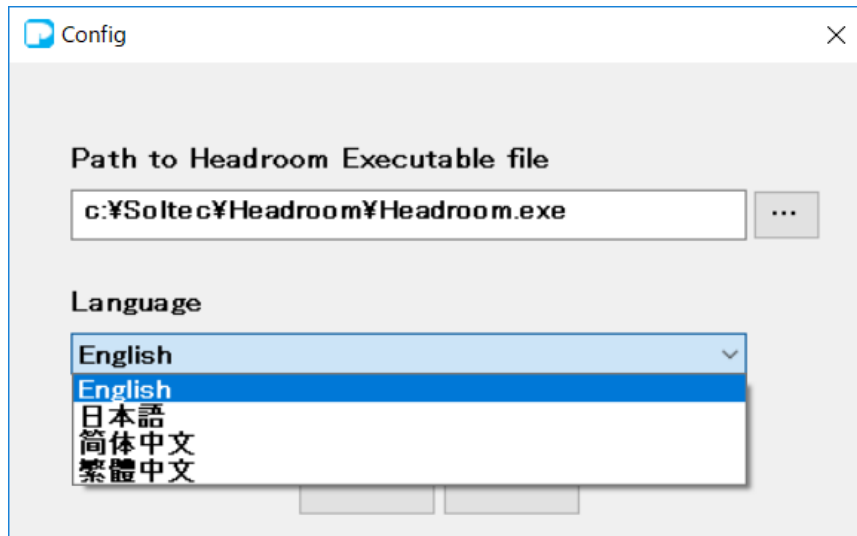 Config
Path to Headroom Executable file
c:¥Soltec¥Headroom¥Headroom.exe
...
Language
English
English
日本語
简体中文
繁體中文